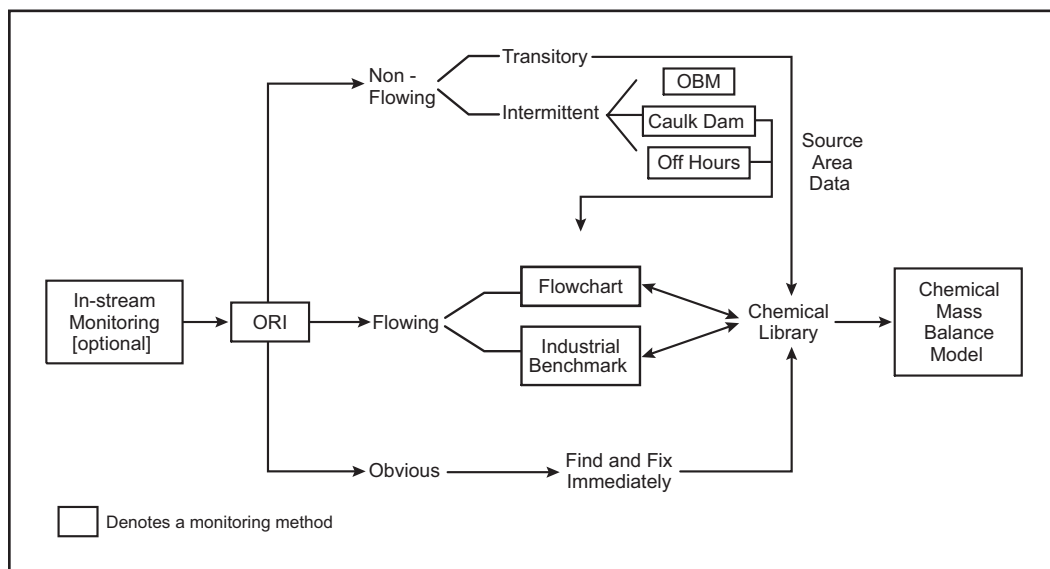 Non -
Flowing
Transitory
Intermittent
OBM
Caulk Dam
Off Hours
Source
Area
Data
In-stream
Monitoring
[optional]
ORI
Flowing
Flowchart
Industrial
Benchmark
Chemical
Library
Chemical
Mass
Balance
Model
Obvious
Find and Fix
Immediately
Denotes a monitoring method